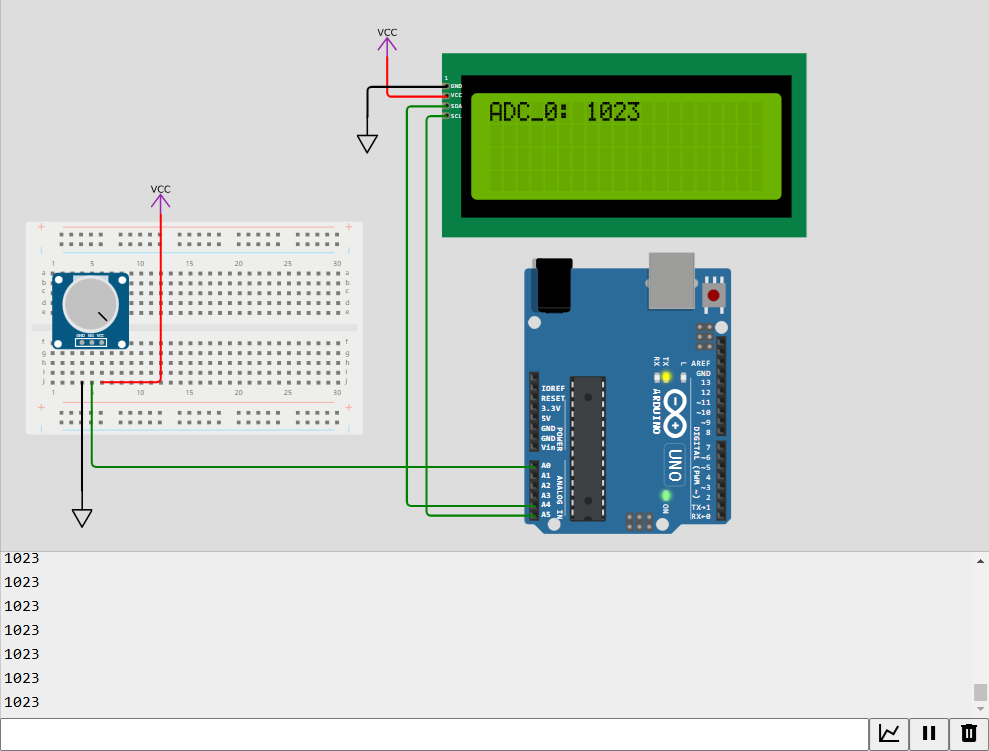 VCC
1
GND
VCC
SDA
SCL
ADC_0: 1023
VCC
1 5 10 15 20 25 30
a a
b b
c c
d d
e e
GND SIG VCC
f f
g g
h h
i i
j j
1 5 10 15 20 25 30
RX TX L
AREF
GND
13
12
~11
~10
~9
8
7
~6
~5
4
~3
2
TX→1
RX←0
DIGITAL (PWM ~)
ARDUINO
UNO
ON
IOREF
RESET
3.3V
5V
GND
GND
Vin
POWER
A0
A1
A2
A3
A4
A5
ANALOG IN
1023
1023
1023
1023
1023
1023
1023